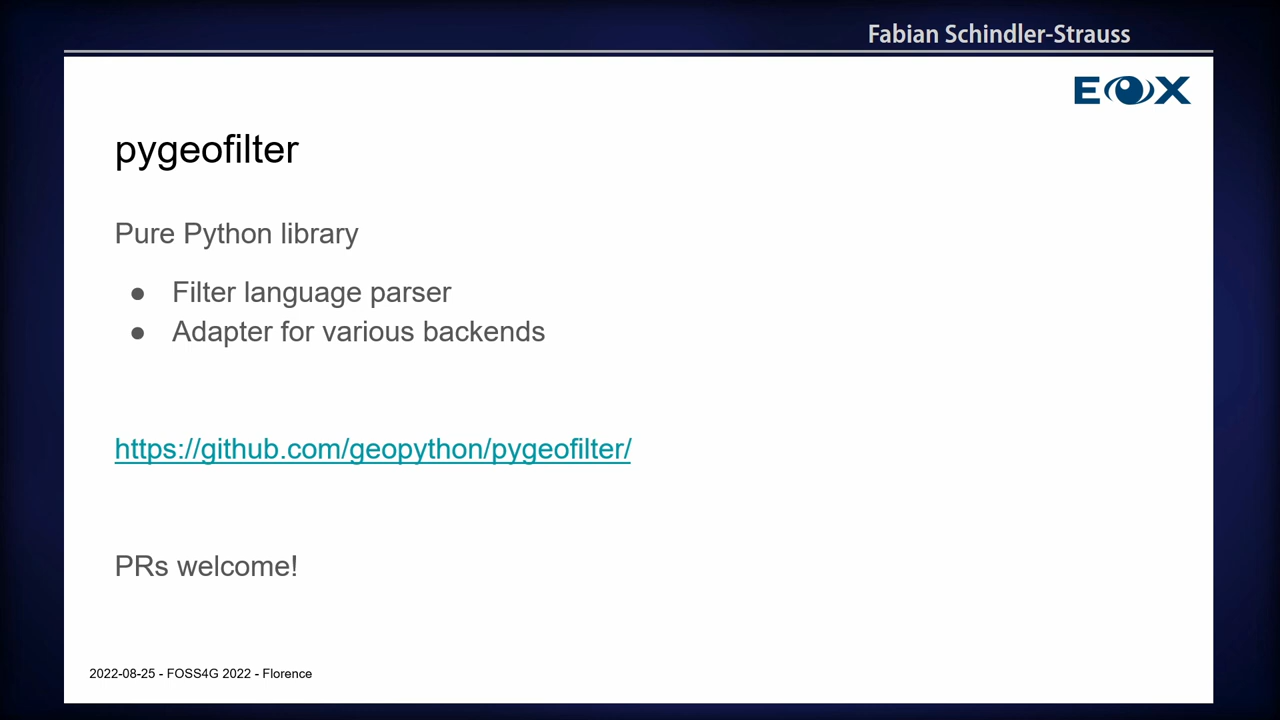 Fabian Schindler-Strauss
EOX
pygeofilter
Pure Python library
● Filter language parser
● Adapter for various backends
https://github.com/geopython/pygeofilter/
PRs welcome!
2022-08-25 - FOSS4G 2022 - Florence